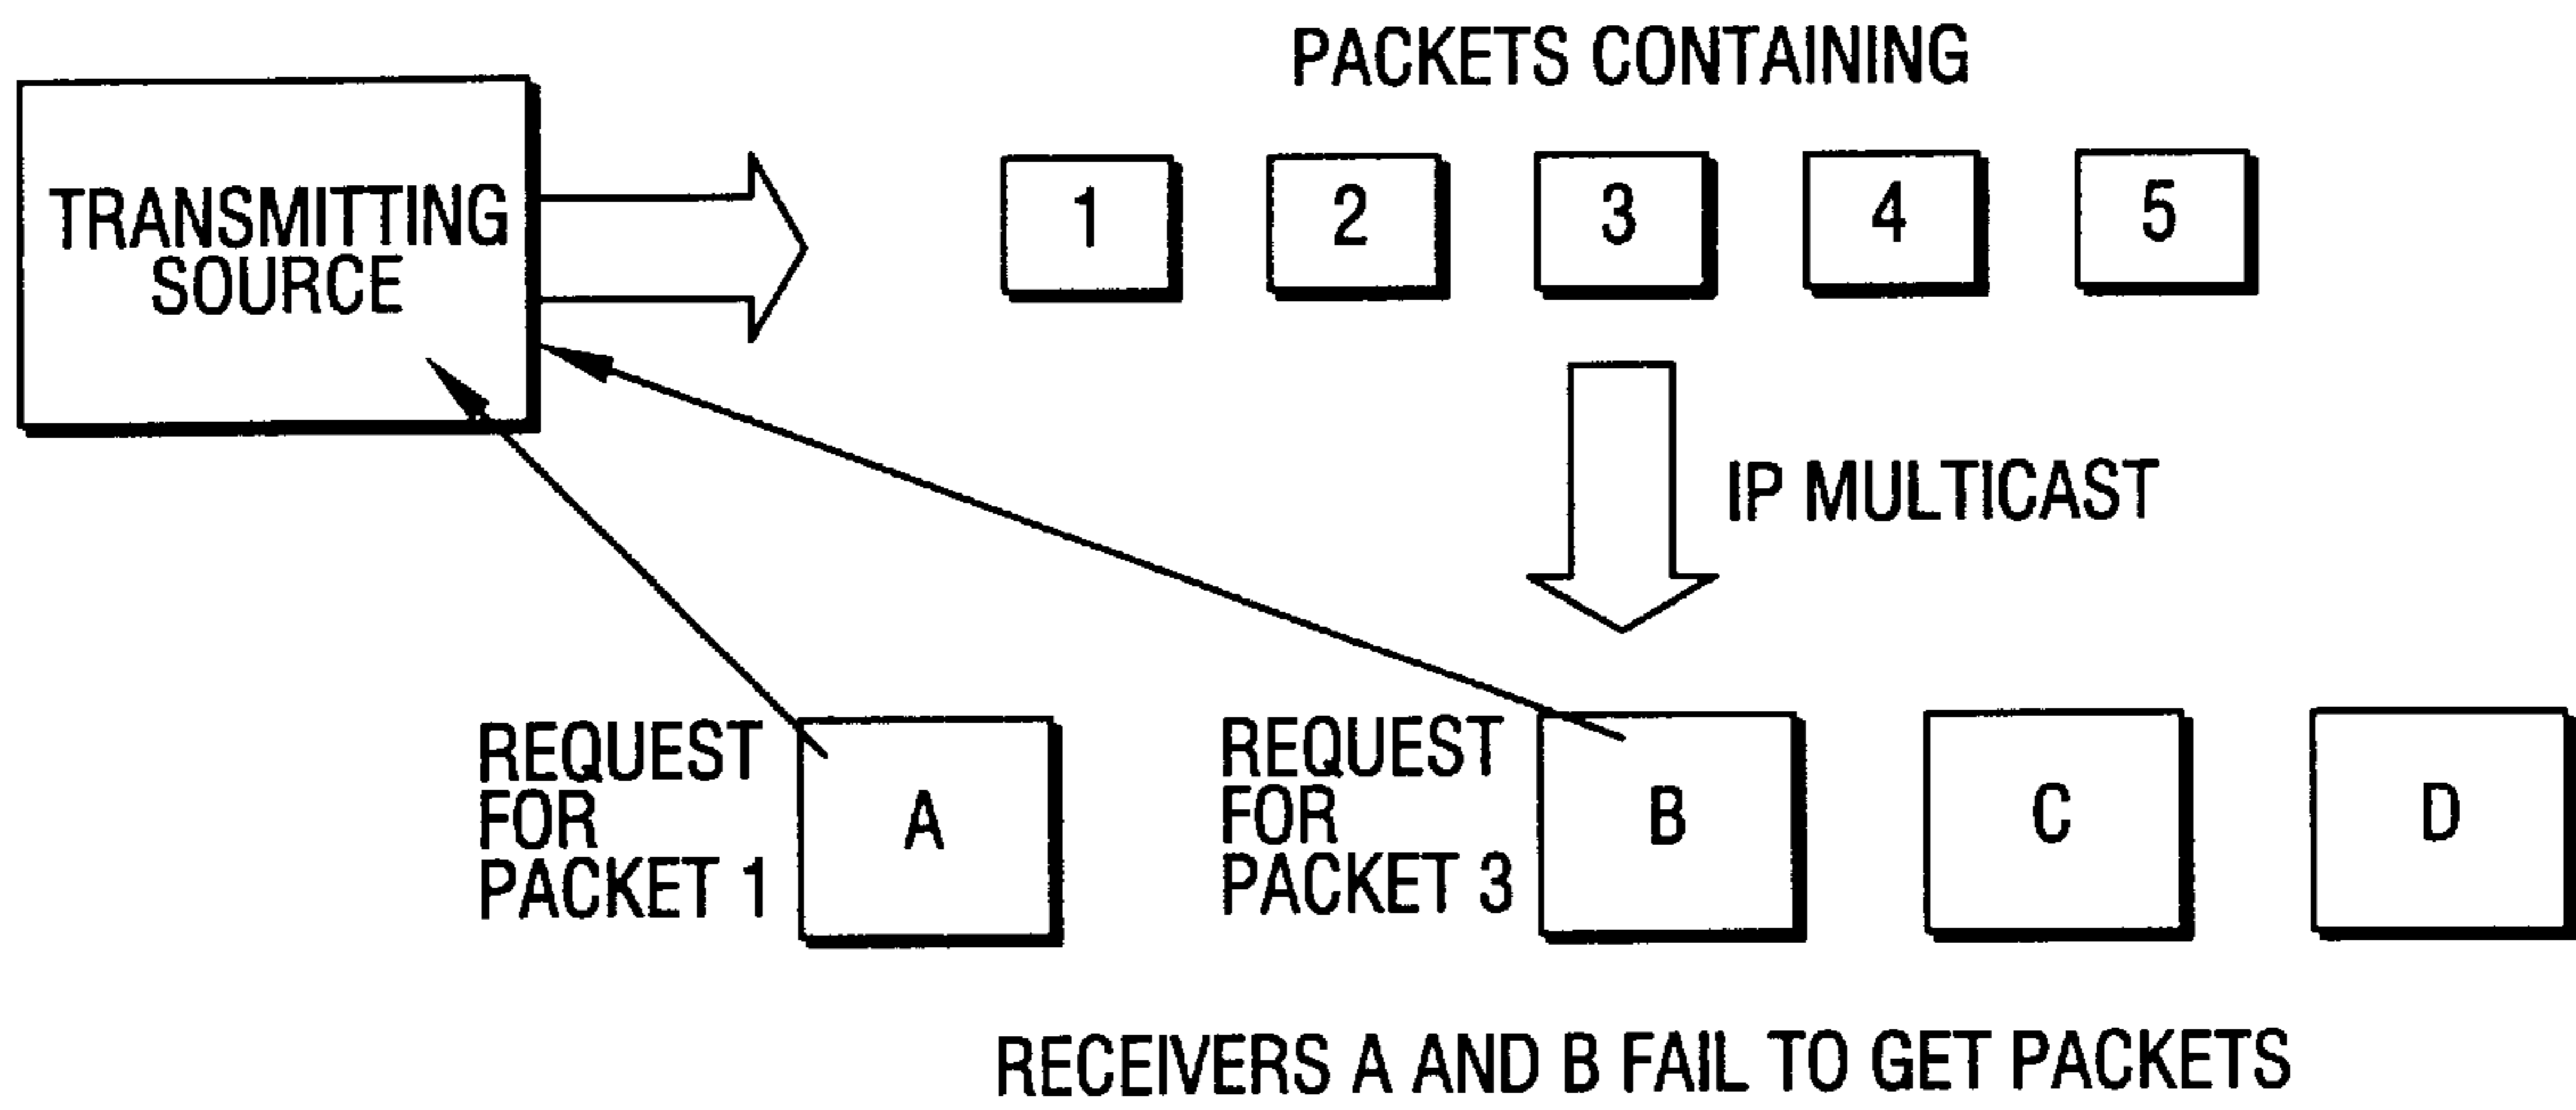 PACKETS CONTAINING
TRANSMITTING
SOURCE
1
2
3
4
5
IP MULTICAST
REQUEST
FOR
PACKET 1
A
REQUEST
FOR
PACKET 3
B
C
D
RECEIVERS A AND B FAIL TO GET PACKETS